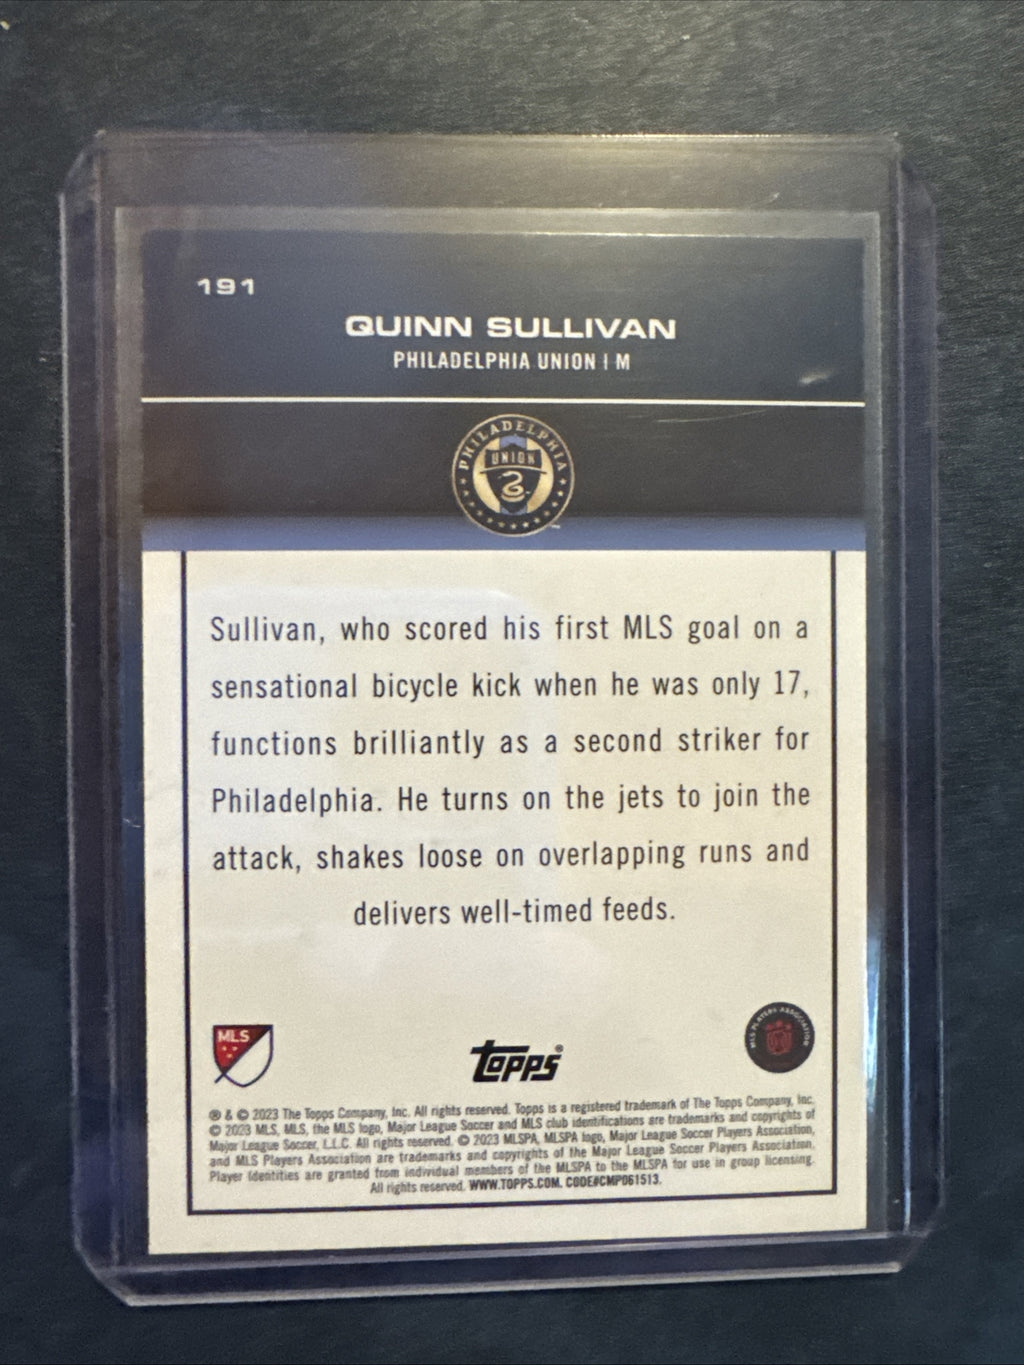 191
QUINN SULLIVAN
PHILADELPHIA UNION | M
PHILADELPHIA
UNION
Sullivan, who scored his first MLS goal on a
sensational bicycle kick when he was only 17,
functions brilliantly as a second striker for
Philadelphia. He turns on the jets to join the
attack, shakes loose on overlapping runs and
delivers well-timed feeds.
MLS
Topps®
MLS PLAYERS ASSOCIATION
® & © 2023 The Topps Company, Inc. All rights reserved. Topps is a registered trademark of The Topps Company, Inc.
© 2023 MLS, MLS, the MLS logo, Major League Soccer and MLS club identifications are trademarks and copyrights of
Major League Soccer, L.L.C. All rights reserved. © 2023 MLSPA, MLSPA logo, Major League Soccer Players Association,
and MLS Players Association are trademarks and copyrights of the Major League Soccer Players Association.
Player Identities are granted from individual members of the MLSPA to the MLSPA for use in group licensing.
All rights reserved. WWW.TOPPS.COM. CODE#CMP061513.